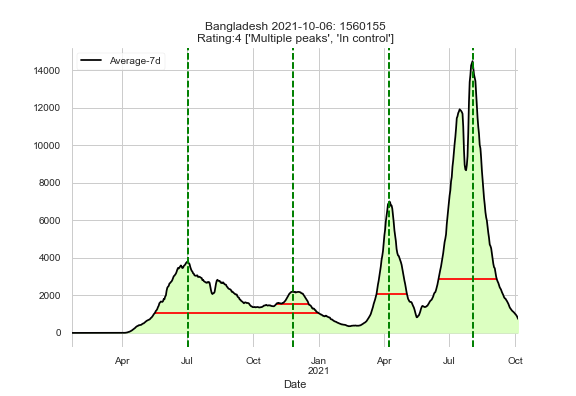 Bangladesh 2021-10-06: 1560155
Rating:4 ['Multiple peaks', 'In control']
Average-7d
14000
12000
10000
8000
6000
4000
2000
0
Apr Jul Oct Jan Apr Jul Oct
2021
Date